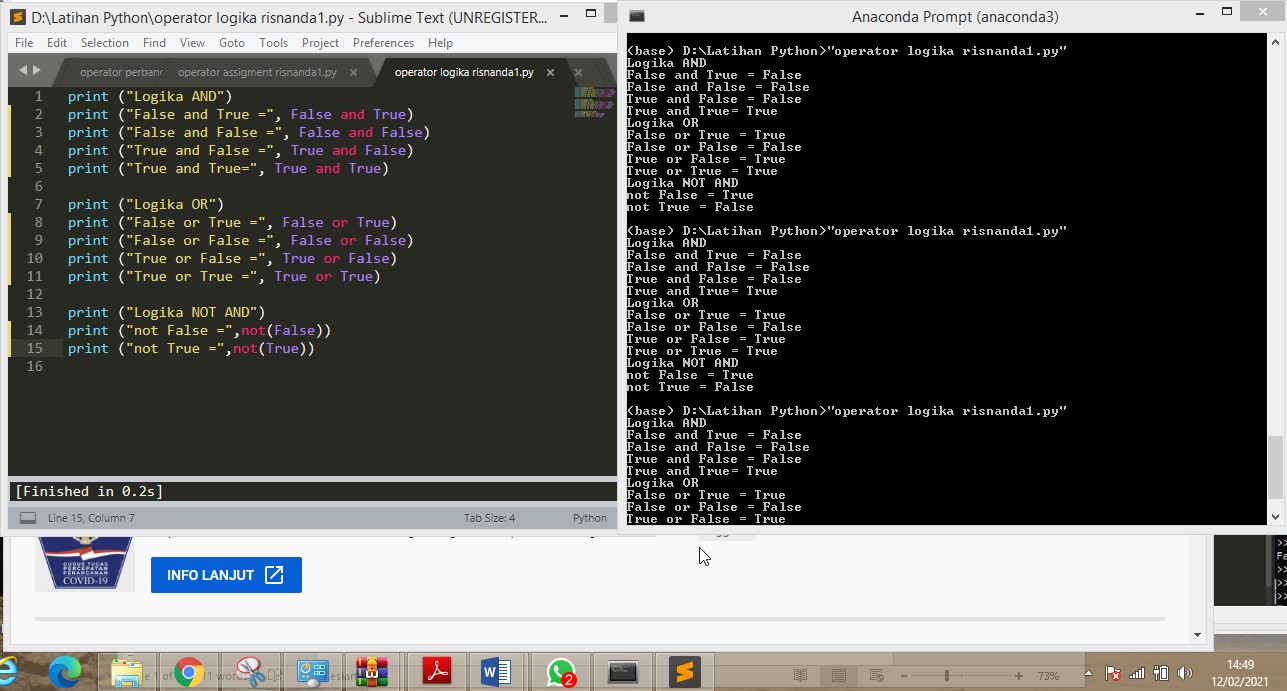 D:\Latihan Python\operator logika risnanda1.py - Sublime Text (UNREGISTER...
File Edit Selection Find View Goto Tools Project Preferences Help
operator perbanr operator assigment risnanda1.py × operator logika risnanda1.py × ×
1 print ("Logika AND")
2 print ("False and True =", False and True)
3 print ("False and False =", False and False)
4 print ("True and False =", True and False)
5 print ("True and True=", True and True)
6
7 print ("Logika OR")
8 print ("False or True =", False or True)
9 print ("False or False =", False or False)
10 print ("True or False =", True or False)
11 print ("True or True =", True or True)
12
13 print ("Logika NOT AND")
14 print ("not False =",not(False))
15 print ("not True =",not(True))
16
[Finished in 0.2s]
Line 15, Column 7 Tab Size: 4 Python
Anaconda Prompt (anaconda3)
(base) D:\Latihan Python>"operator logika risnanda1.py"
Logika AND
False and True = False
False and False = False
True and False = False
True and True= True
Logika OR
False or True = True
False or False = False
True or False = True
True or True = True
Logika NOT AND
not False = True
not True = False
(base) D:\Latihan Python>"operator logika risnanda1.py"
Logika AND
False and True = False
False and False = False
True and False = False
True and True= True
Logika OR
False or True = True
False or False = False
True or False = True
True or True = True
Logika NOT AND
not False = True
not True = False
(base) D:\Latihan Python>"operator logika risnanda1.py"
Logika AND
False and True = False
False and False = False
True and False = False
True and True= True
Logika OR
False or True = True
False or False = False
True or False = True
GUGUS TUGAS
PERCEPATAN
PENANGANAN
COVID-19
INFO LANJUT
>>
Fa
>>
>>
>>
2
73%
14:49
12/02/2021